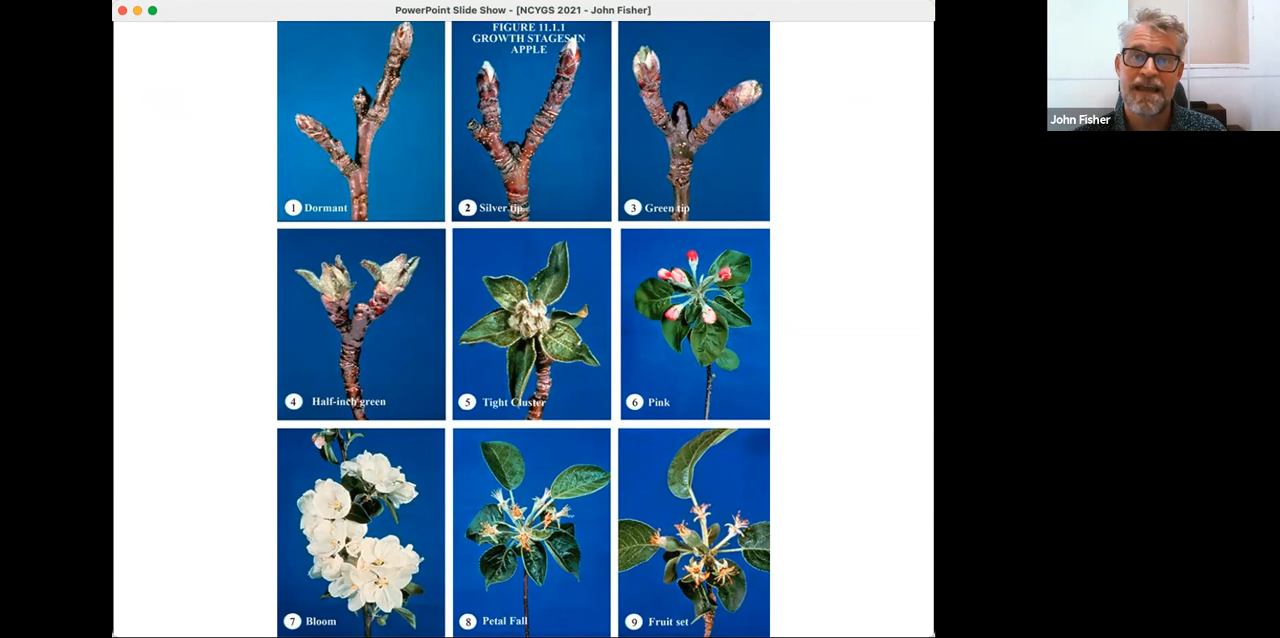 PowerPoint Slide Show - [NCYGS 2021 - John Fisher]
FIGURE 11.1.1
GROWTH STAGES IN
APPLE
John Fisher
1 Dormant
2 Silver tip
3 Green tip
4 Half-inch green
5 Tight Cluster
6 Pink
7 Bloom
8 Petal Fall
9 Fruit set